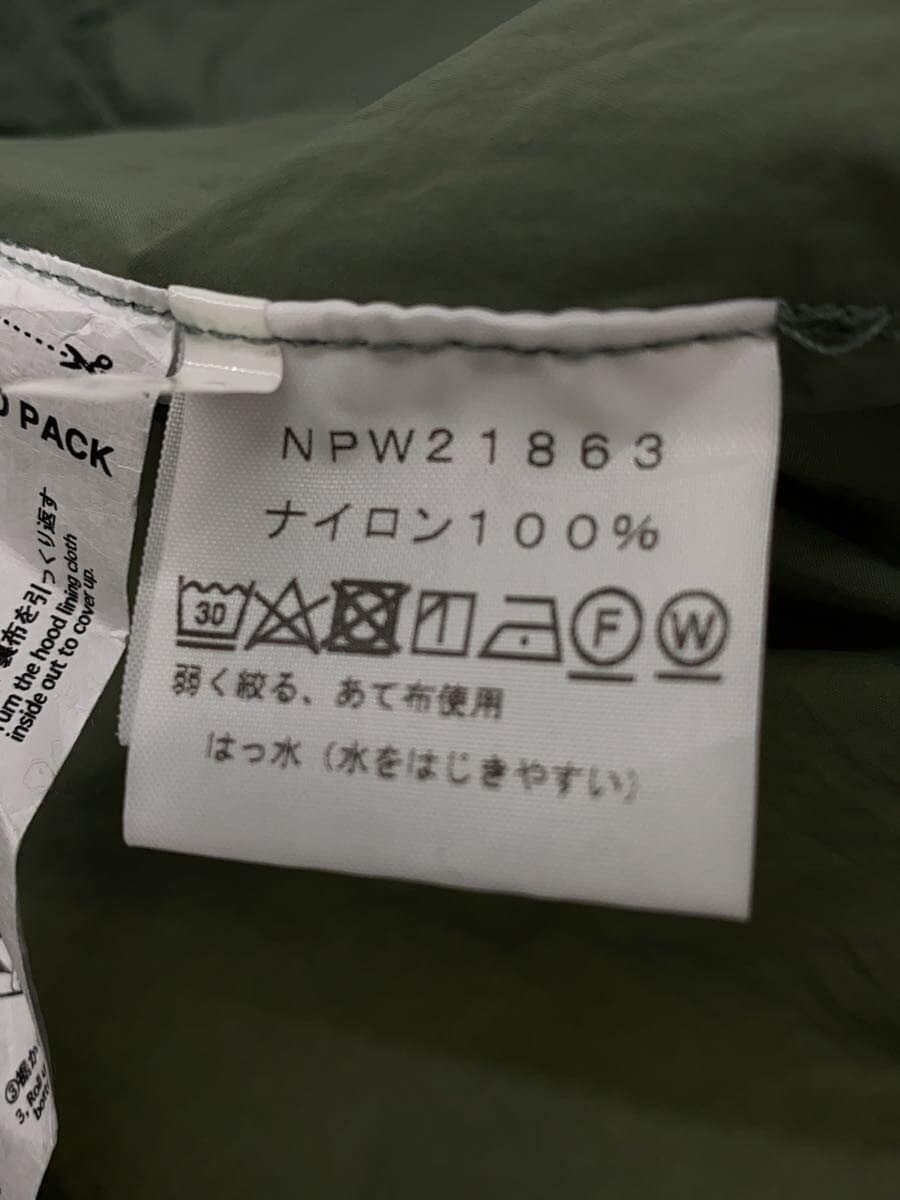 PACK
裏布を引っくり返す
the hood lining cloth
inside out to cover up.
NPW21863
ナイロン100%
30
F W
弱く絞る、あて布使用
はっ水（水をはじきやすい）
3, Roll